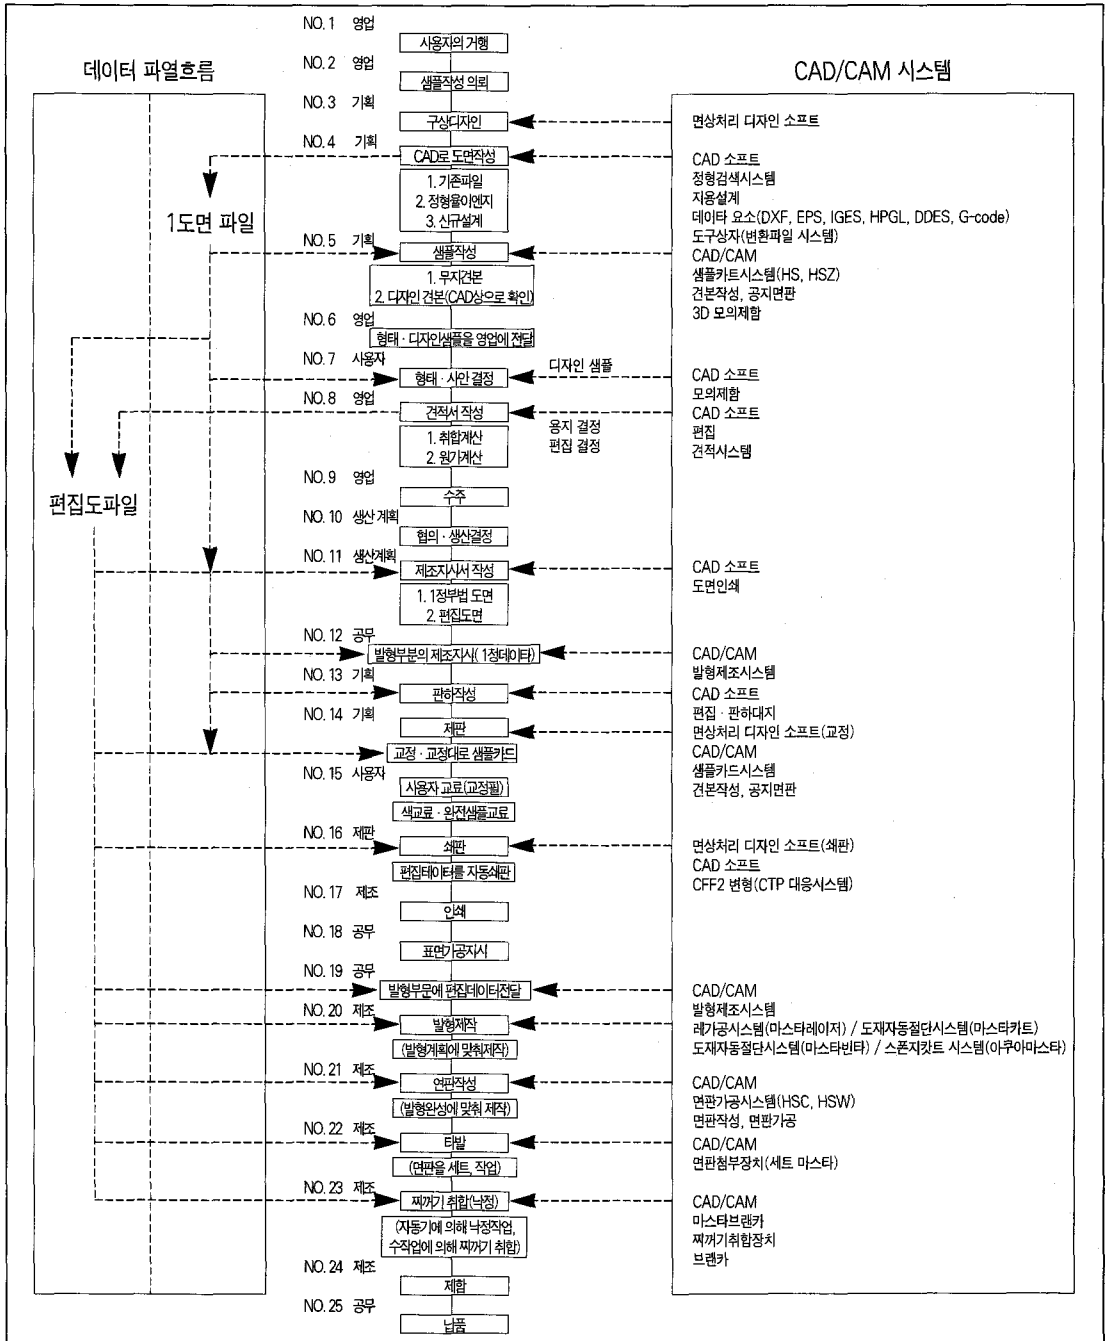 데이터 파열흐름
CAD/CAM 시스템
NO. 1 영업
사용자의 거행
NO. 2 영업
샘플작성 의뢰
NO. 3 기획
구상디자인
면상처리 디자인 소프트
NO. 4 기획
CAD로 도면작성
1. 기존파일
2. 정형율이엔지
3. 신규설계
CAD 소프트
정형검색시스템
지용설계
데이타 요소(DXF, EPS, IGES, HPGL, DDES, G-code)
도구상자(변환파일 시스템)
1도면 파일
NO. 5 기획
샘플작성
1. 무지견본
2. 디자인 견본(CAD상으로 확인)
CAD/CAM
샘플카트시스템(HS, HSZ)
견본작성, 공지면판
3D 모의제함
NO. 6 영업
형태 · 디자인샘플을 영업에 전달
NO. 7 사용자
형태 · 사안 결정
디자인 샘플
CAD 소프트
모의제함
NO. 8 영업
견적서 작성
1. 취합계산
2. 원가계산
용지 결정
편집 결정
CAD 소프트
편집
견적시스템
편집도파일
NO. 9 영업
수주
NO. 10 생산 계획
협의 · 생산결정
NO. 11 생산계획
제조지시서 작성
1. 1정부법 도면
2. 편집도면
CAD 소프트
도면인쇄
NO. 12 공무
발형부분의 제조지시( 1정데이타)
CAD/CAM
발형제조시스템
NO. 13 기획
판하작성
CAD 소프트
편집 · 판하대지
NO. 14 기획
제판
면상처리 디자인 소프트(교정)
교정 · 교정대로 샘플카드
CAD/CAM
샘플카드시스템
견본작성, 공지면판
NO. 15 사용자
사용자 교료(교정필)
색교료 · 완전샘플교료
NO. 16 제판
쇄판
편집테이터를 자동쇄판
면상처리 디자인 소프트(쇄판)
CAD 소프트
CFF2 변형(CTP 대응시스템)
NO. 17 제조
인쇄
NO. 18 공무
표면가공지시
NO. 19 공무
발형부문에 편집데이터전달
CAD/CAM
발형제조시스템
NO. 20 제조
발형제작
(발형계획에 맞춰제작)
레가공시스템(마스타레이저) / 도재자동절단시스템(마스타카트)
도재자동절단시스템(마스타빈타) / 스폰지캇트 시스템(아쿠아마스타)
NO. 21 제조
연판작성
(발형완성에 맞춰 제작)
CAD/CAM
면판가공시스템(HSC, HSW)
면판작성, 면판가공
NO. 22 제조
타발
(면판을 세트, 작업)
CAD/CAM
면판첨부장치(세트 마스타)
NO. 23 제조
찌꺼기 취합(낙정)
(자동기에 의해 낙정작업,
수작업에 의해 찌꺼기 취합)
CAD/CAM
마스타브랜카
찌꺼기취합장치
브랜카
NO. 24 제조
제함
NO. 25 공무
납품